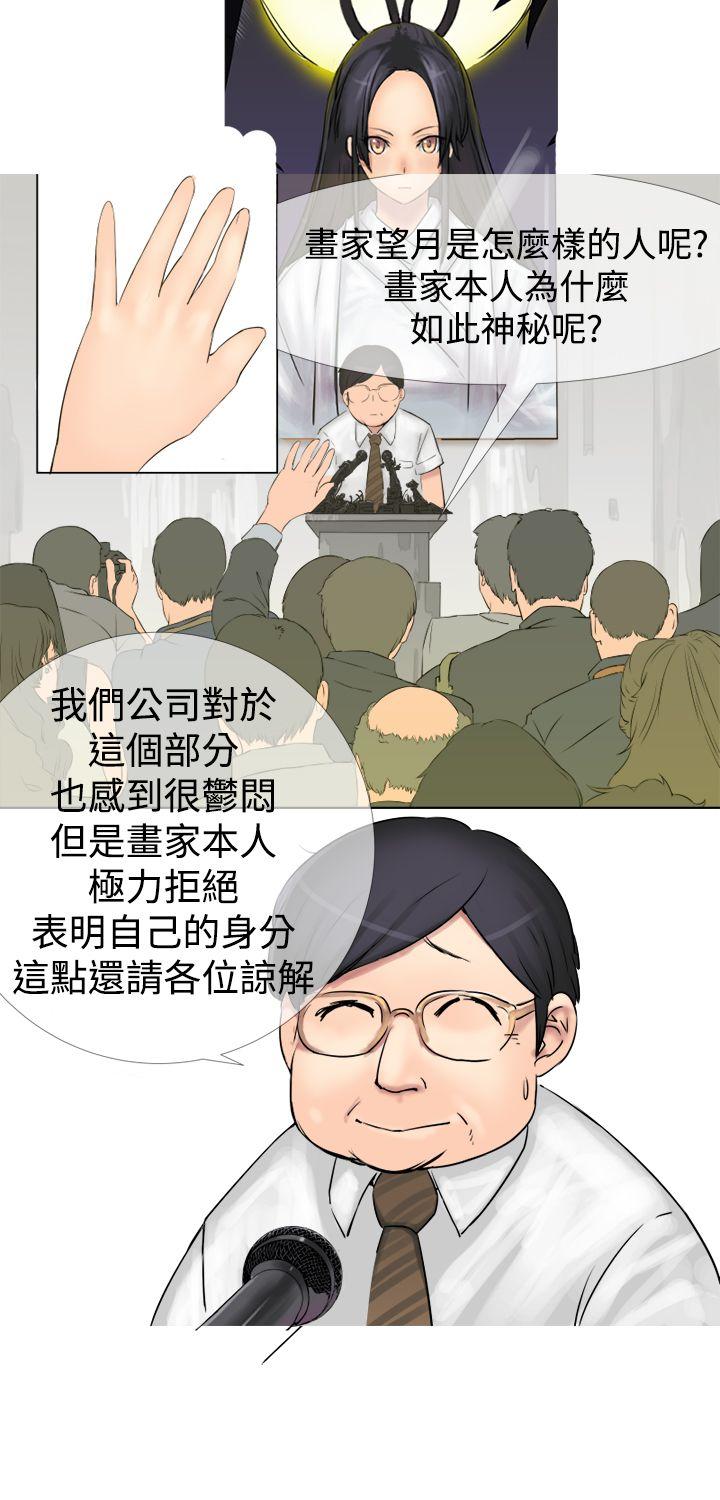 畫家望月是怎麼樣的人呢?
畫家本人為什麼
如此神秘呢?
我們公司對於
這個部分
也感到很鬱悶
但是畫家本人
極力拒絕
表明自己的身分
這點還請各位諒解